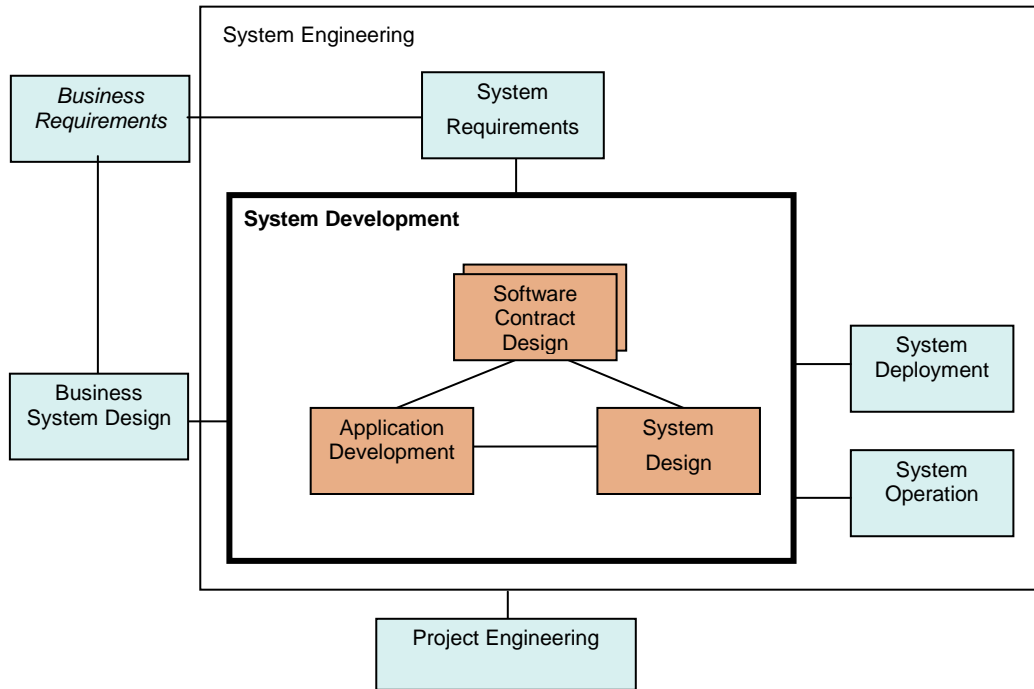 System Engineering
Business
Requirements
System
Requirements
System Development
Software
Contract
Design
Application
Development
System
Design
Business
System Design
System
Deployment
System
Operation
Project Engineering